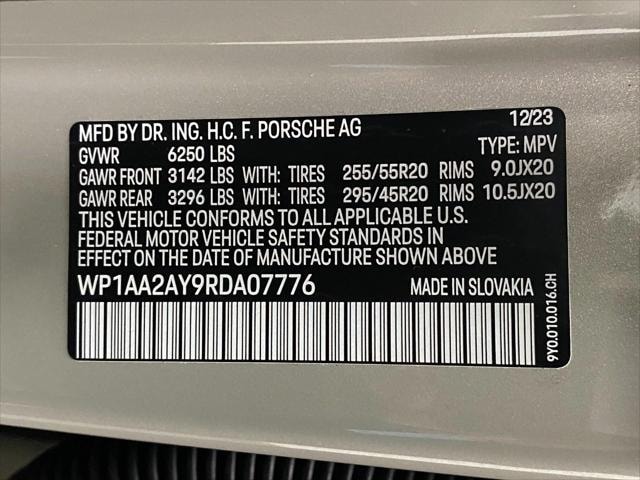 MFD BY DR. ING. H.C. F. PORSCHE AG 12/23
GVWR 6250 LBS TYPE: MPV
GAWR FRONT 3142 LBS WITH: TIRES 255/55R20 RIMS 9.0JX20
GAWR REAR 3296 LBS WITH: TIRES 295/45R20 RIMS 10.5JX20
THIS VEHICLE CONFORMS TO ALL APPLICABLE U.S.
FEDERAL MOTOR VEHICLE SAFETY STANDARDS IN
EFFECT ON THE DATE OF MANUFACTURE SHOWN ABOVE
WP1AA2AY9RDA07776 MADE IN SLOVAKIA
9Y0.010.016.CH